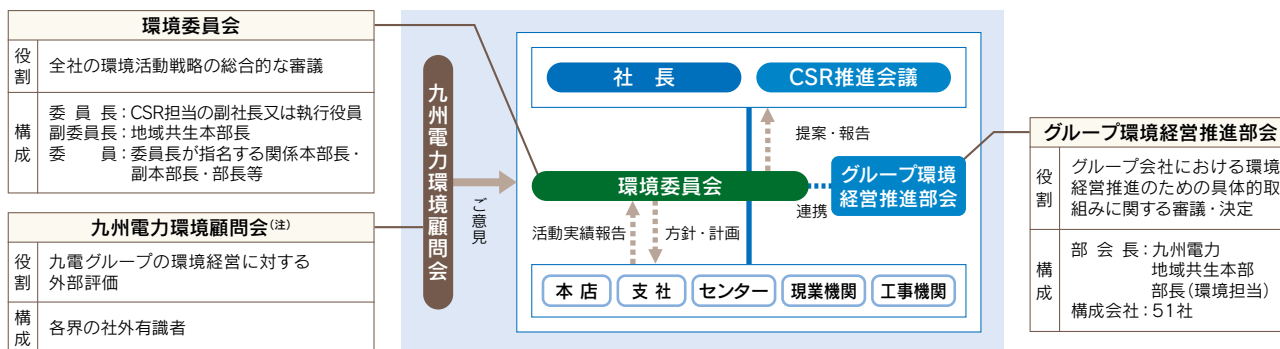 環境委員会
役割
全社の環境活動戦略の総合的な審議
構成
委員長：CSR担当の副社長又は執行役員
副委員長：地域共生本部長
委員：委員長が指名する関係本部長・
副本部長・部長等
九州電力環境顧問会(注)
役割
九電グループの環境経営に対する
外部評価
構成
各界の社外有識者
九州電力環境顧問会
ご意見
社長
CSR推進会議
提案・報告
環境委員会
連携
グループ環境
経営推進部会
活動実績報告
方針・計画
本店
支社
センター
現業機関
工事機関
グループ環境経営推進部会
役割
グループ会社における環境
経営推進のための具体的取
組みに関する審議・決定
構成
部会長：九州電力
地域共生本部
部長（環境担当）
構成会社：51社